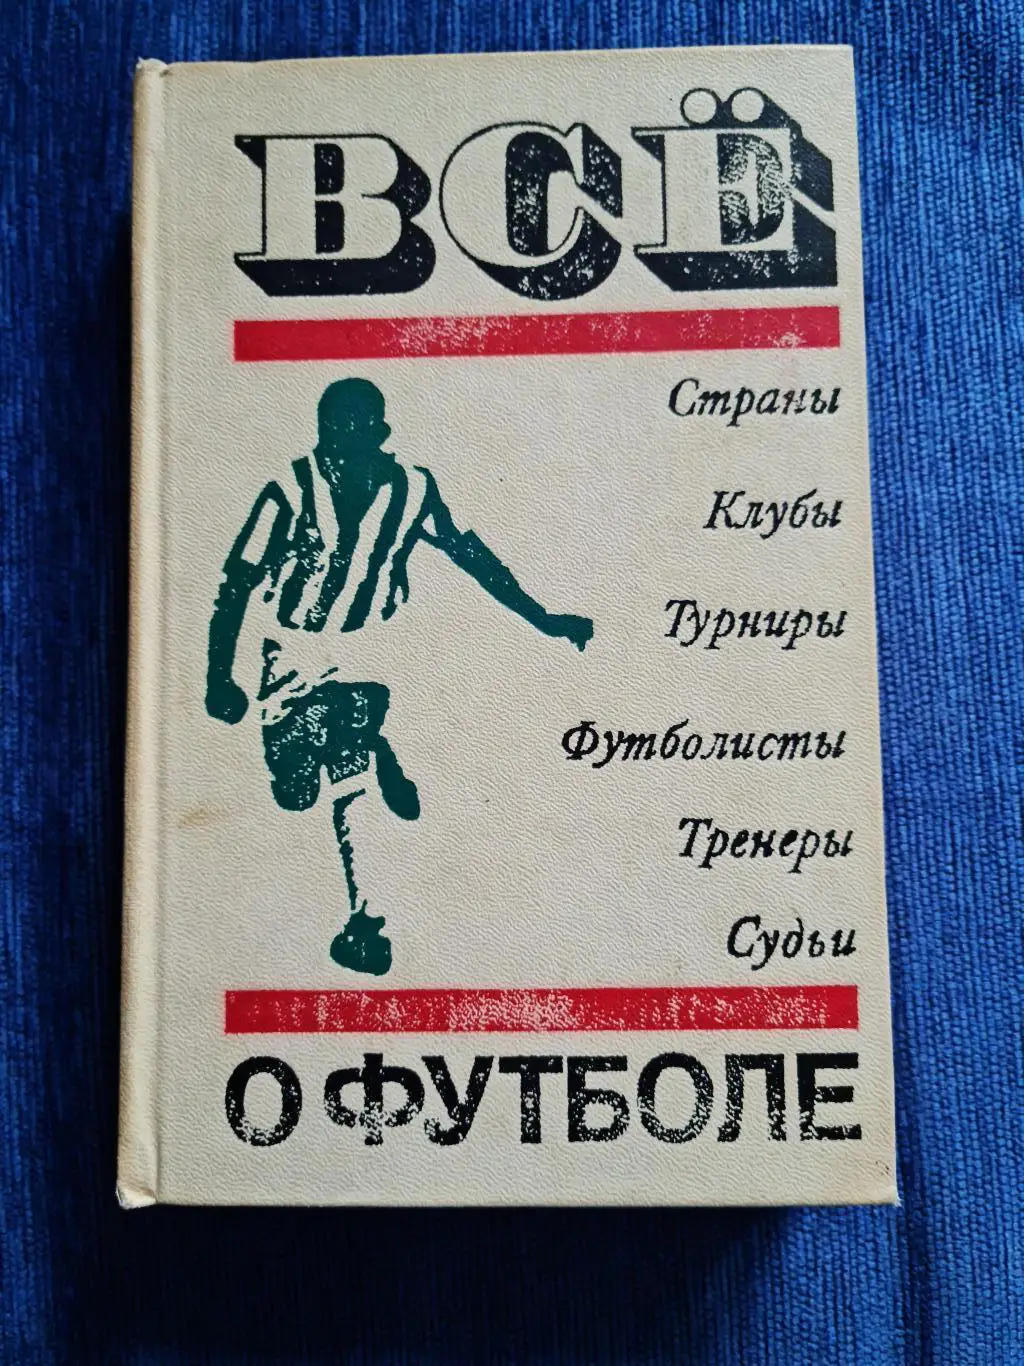 ВСЁ
Страны
Клубы
Турниры
Футболисты
Тренеры
Судьи
О ФУТБОЛЕ